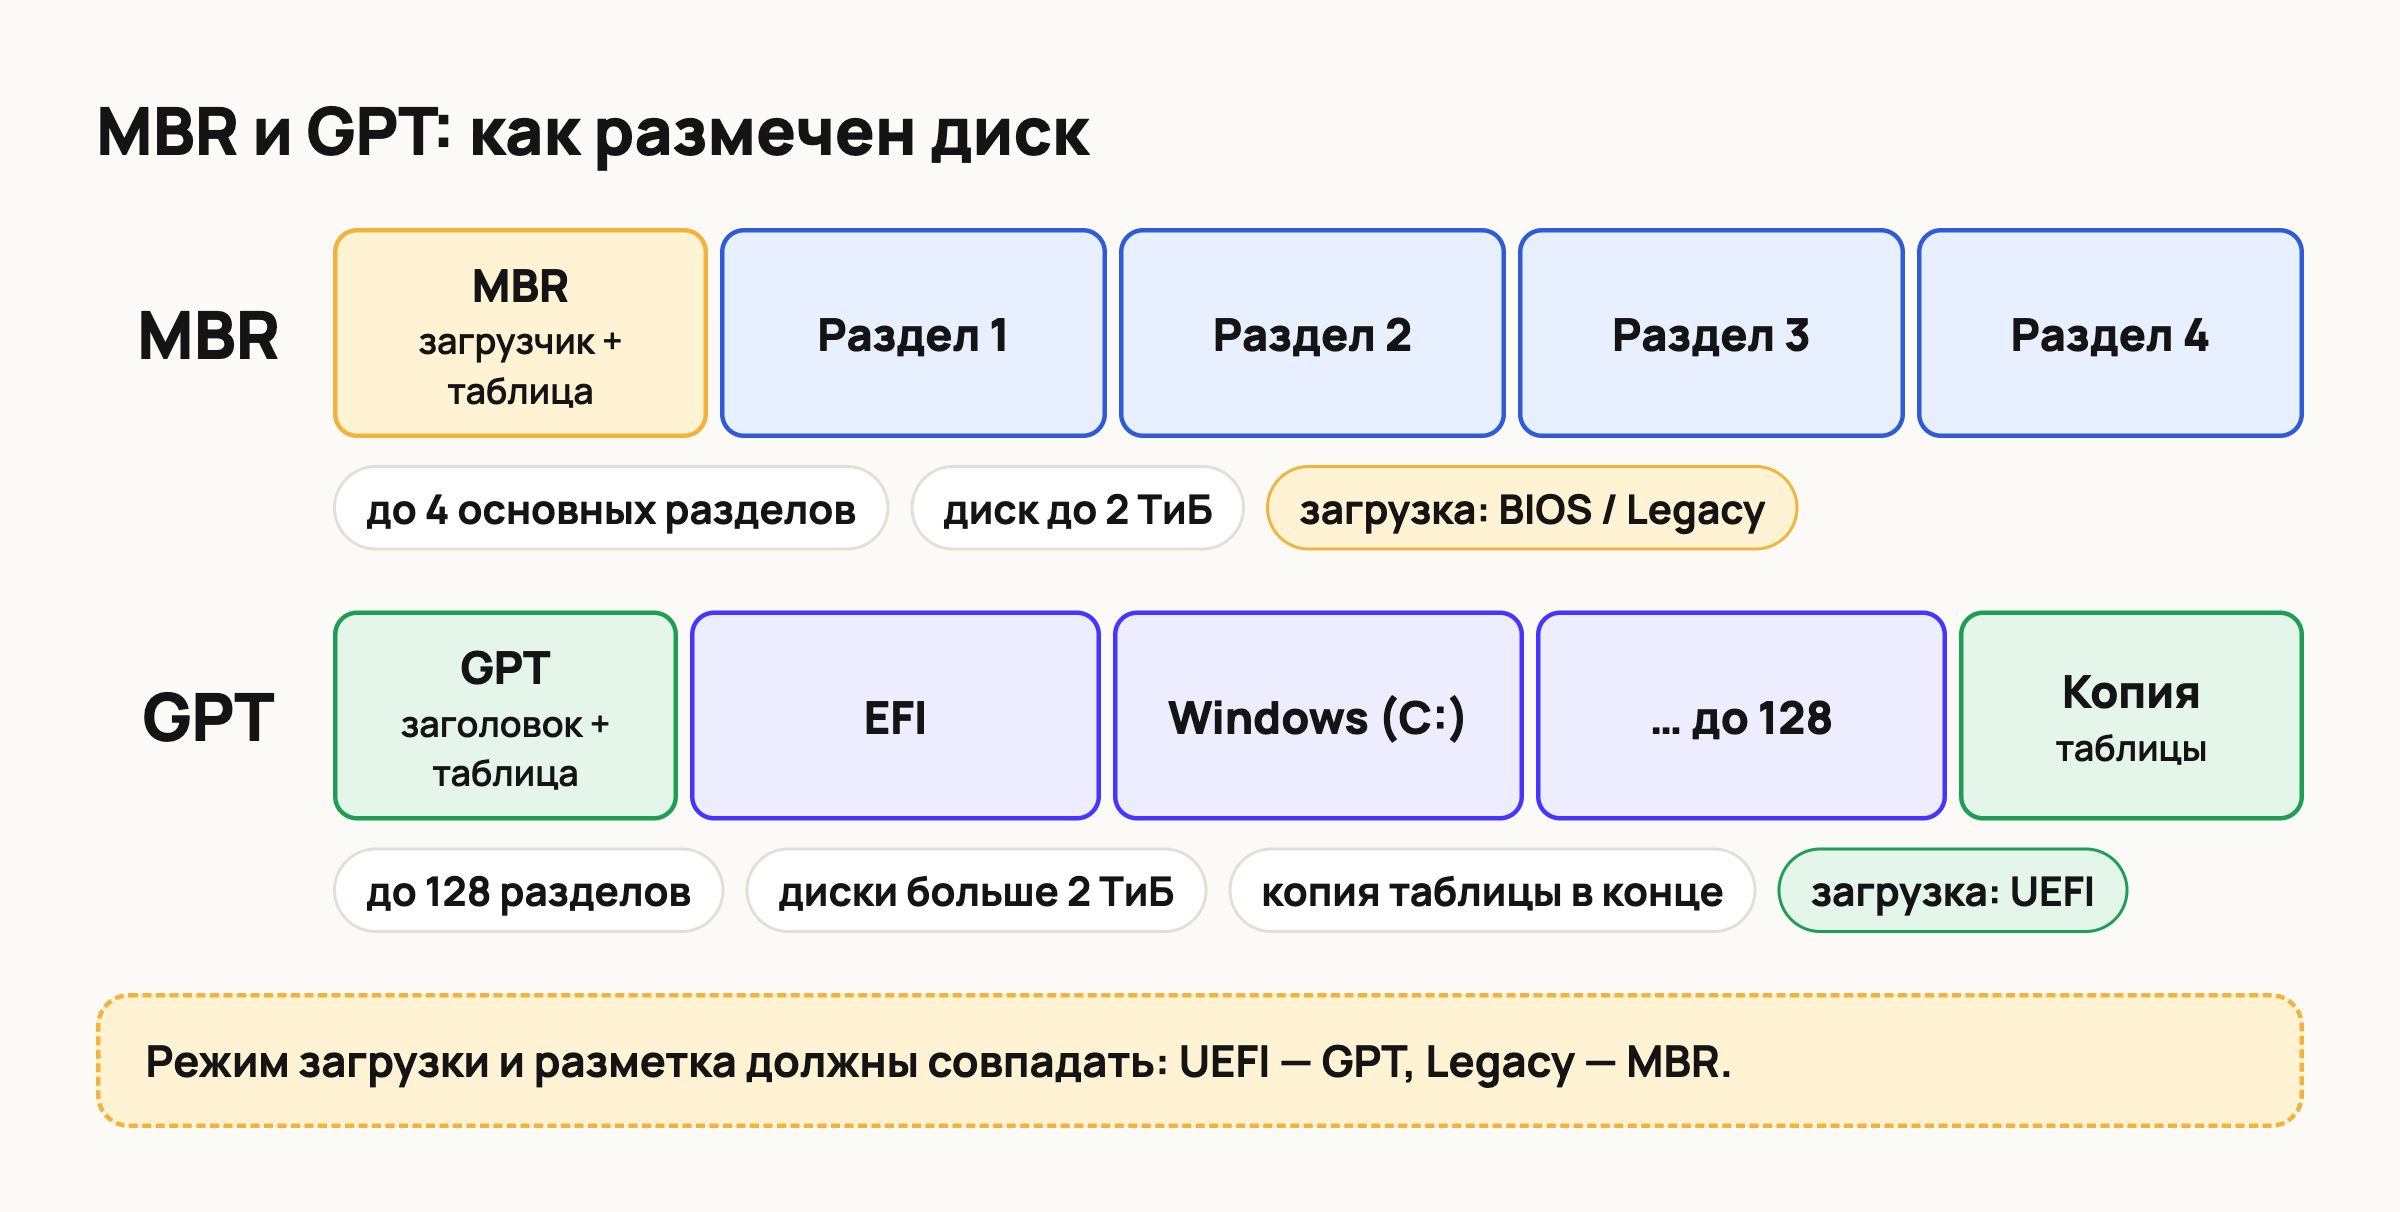 MBR и GPT: как размечен диск
MBR
MBR
загрузчик +
таблица
Раздел 1
Раздел 2
Раздел 3
Раздел 4
до 4 основных разделов
диск до 2 ТиБ
загрузка: BIOS / Legacy
GPT
GPT
заголовок +
таблица
EFI
Windows (C:)
... до 128
Копия
таблицы
до 128 разделов
диски больше 2 ТиБ
копия таблицы в конце
загрузка: UEFI
Режим загрузки и разметка должны совпадать: UEFI — GPT, Legacy — MBR.